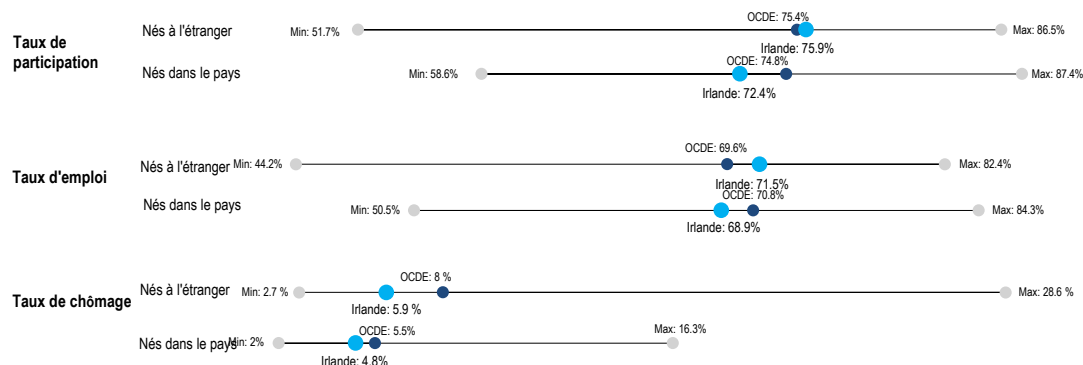 OCDE: 75.4%
Nés à l'étranger
Min: 51.7%
Max: 86.5%
Taux de
participation
Irlande: 75.9%
OCDE: 74.8%
Nés dans le pays
Min: 58.6%
Max: 87.4%
Irlande: 72.4%
OCDE: 69.6%
Nés à l'étranger
Min: 44.2%
Max: 82.4%
Taux d'emploi
Irlande: 71.5%
OCDE: 70.8%
Nés dans le pays
Min: 50.5%
Max: 84.3%
Irlande: 68.9%
OCDE: 8 %
Nés à l'étranger
Min: 2.7 %
Max: 28.6 %
Taux de chômage
Irlande: 5.9 %
OCDE: 5.5%
Max: 16.3%
Nés dans le pays
Min: 2%
Irlande: 4.8%